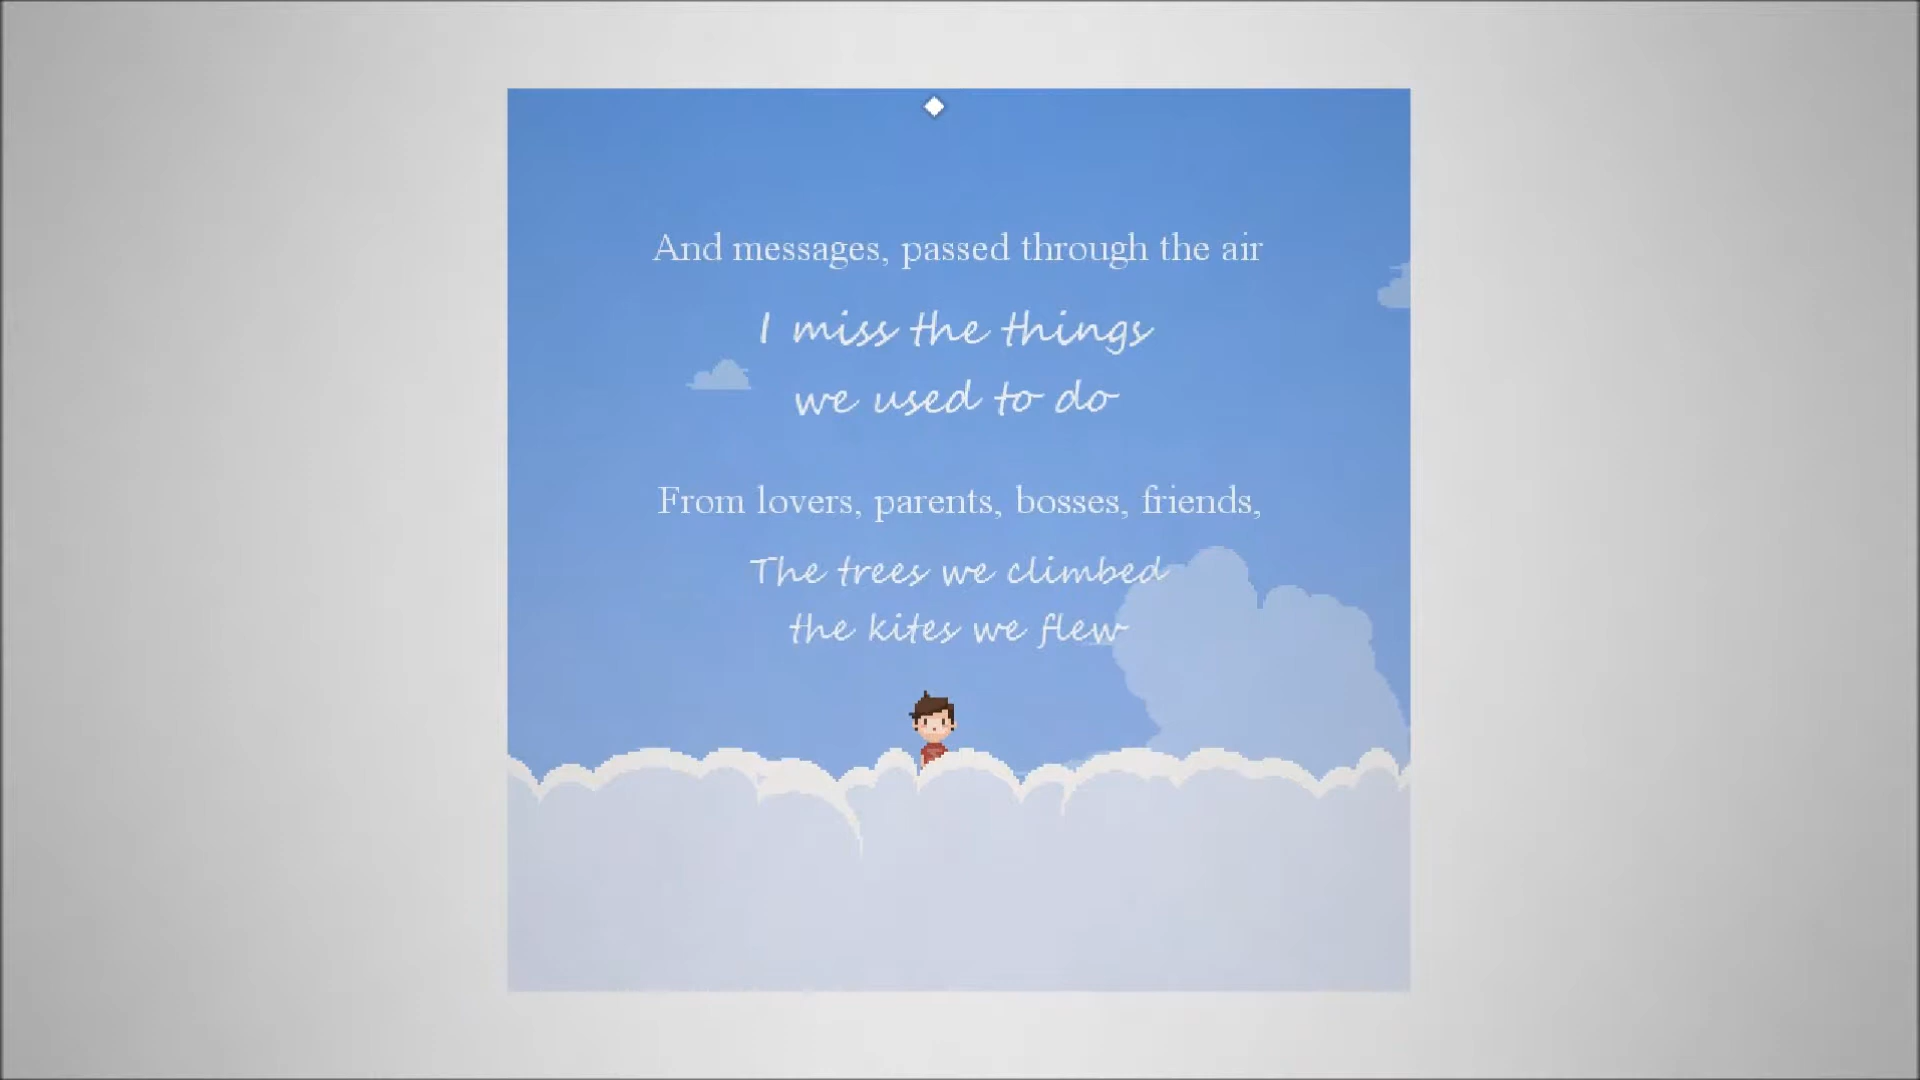 And messages, passed through the air
I miss the things
we used to do
From lovers, parents, bosses, friends,
The trees we climbed
the kites we flew